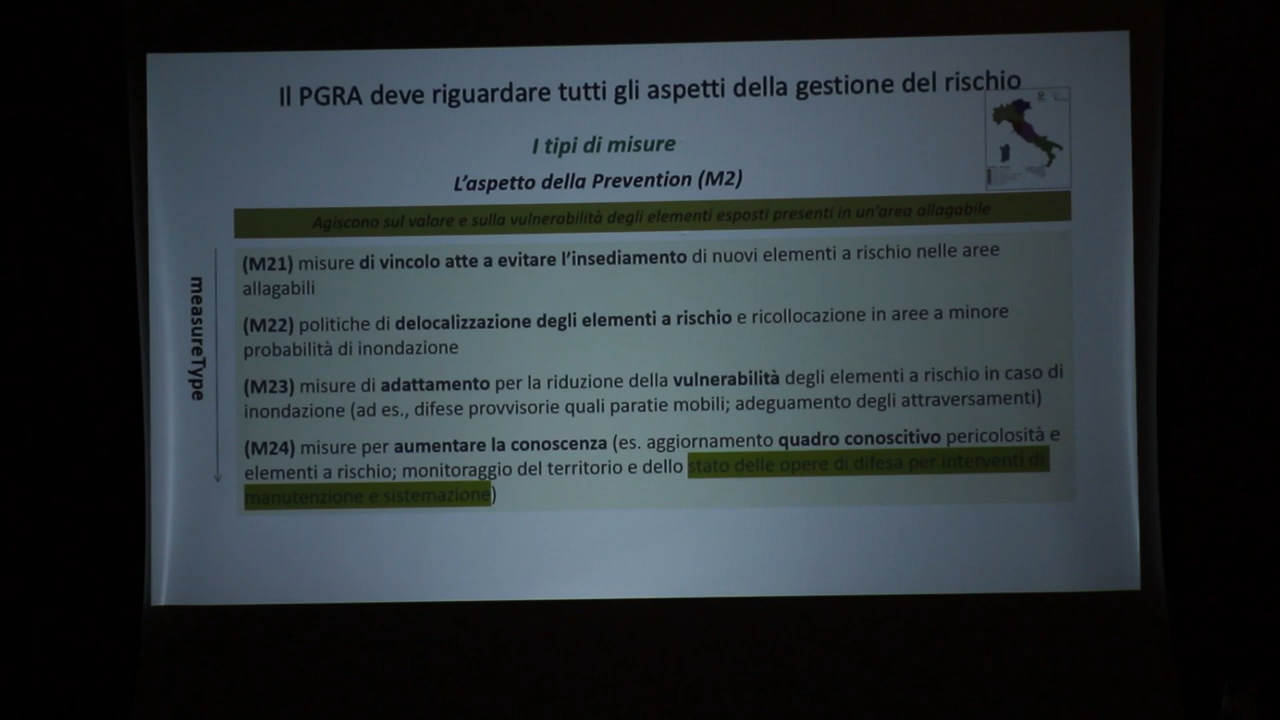 Il PGRA deve riguardare tutti gli aspetti della gestione del rischio
I tipi di misure
L'aspetto della Prevention (M2)
Agiscono sul valore e sulla vulnerabilità degli elementi esposti presenti in un'area allagabile
measureType
(M21) misure di vincolo atte a evitare l'insediamento di nuovi elementi a rischio nelle aree
allagabili
(M22) politiche di delocalizzazione degli elementi a rischio e ricollocazione in aree a minore
probabilità di inondazione
(M23) misure di adattamento per la riduzione della vulnerabilità degli elementi a rischio in caso di
inondazione (ad es., difese provvisorie quali paratie mobili; adeguamento degli attraversamenti)
(M24) misure per aumentare la conoscenza (es. aggiornamento quadro conoscitivo pericolosità e
elementi a rischio; monitoraggio del territorio e dello stato delle opere di difesa per interventi di
manutenzione e sistemazione)